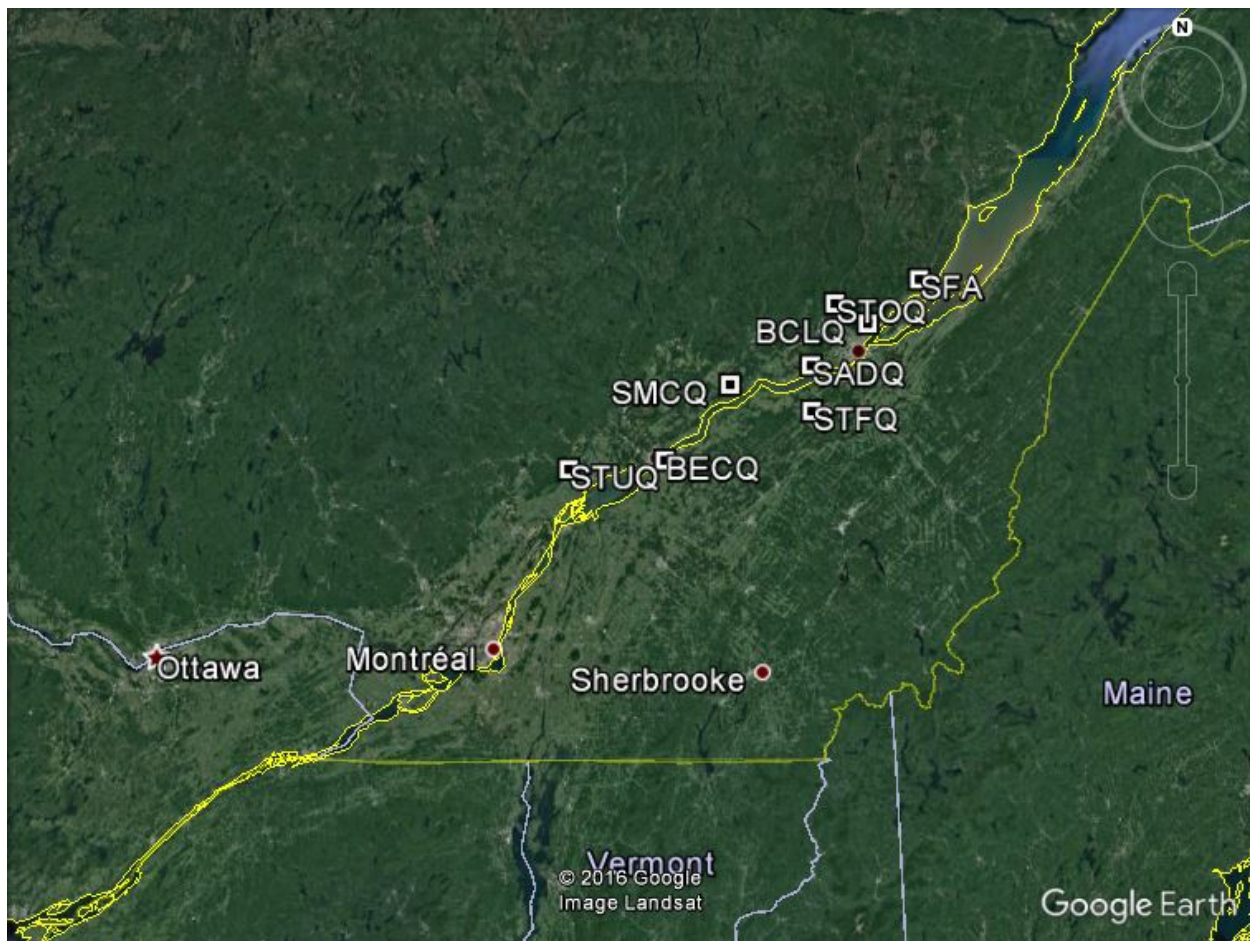 N
SFA
STOQ
BCLQ
SADQ
SMCQ
STFQ
STUQ
BECQ
Ottawa
Montréal
Sherbrooke
Maine
Vermont
© 2016 Google
Image Landsat
Google Earth